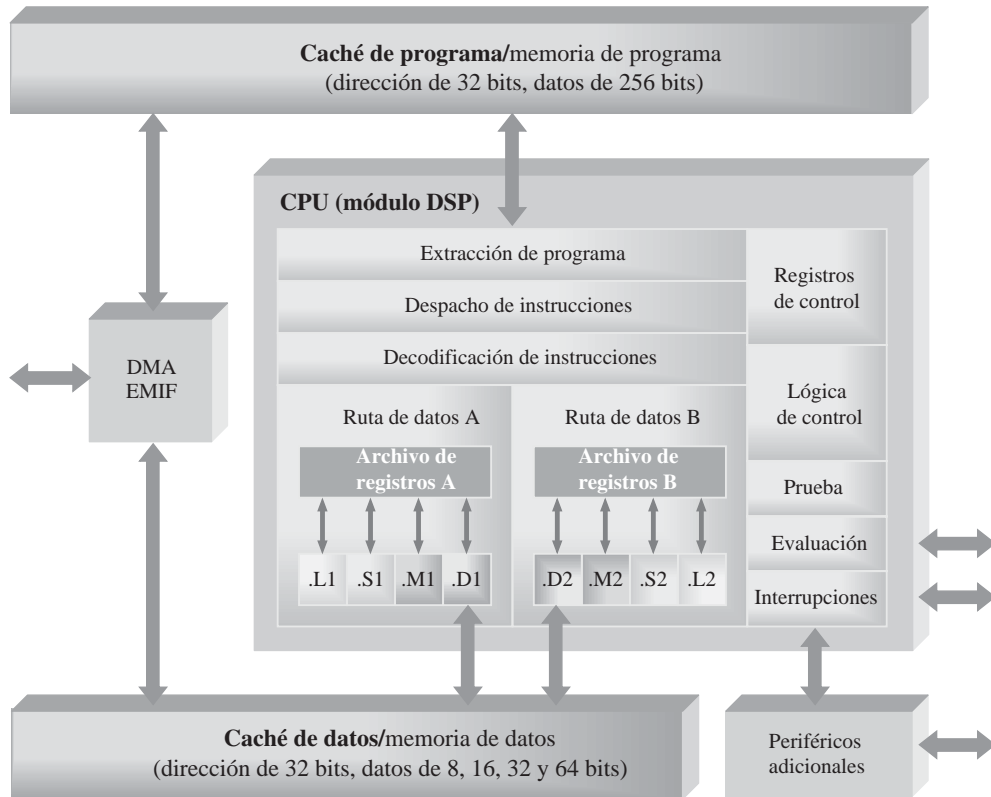 Caché de programa/memoria de programa
(dirección de 32 bits, datos de 256 bits)
CPU (módulo DSP)
Extracción de programa
Despacho de instrucciones
Decodificación de instrucciones
Registros
de control
Lógica
de control
Prueba
Evaluación
Interrupciones
DMA
EMIF
Ruta de datos A
Archivo de
registros A
.L1
.S1
.M1
.D1
Ruta de datos B
Archivo de
registros B
.D2
.M2
.S2
.L2
Caché de datos/memoria de datos
(dirección de 32 bits, datos de 8, 16, 32 y 64 bits)
Periféricos
adicionales